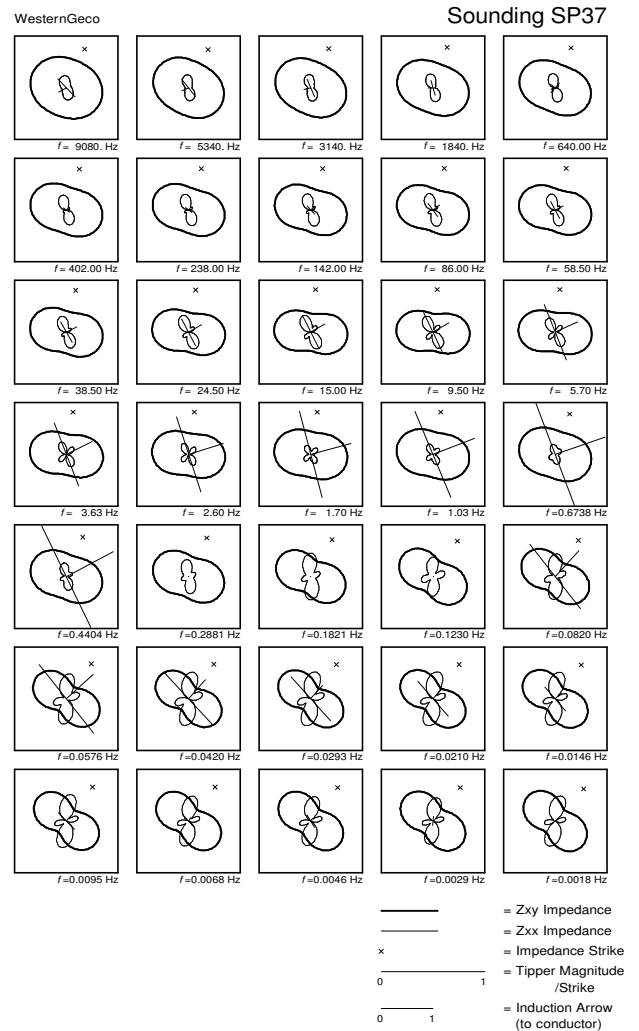 WesternGeco
Sounding SP37
f = 9080. Hz
f = 5340. Hz
f = 3140. Hz
f = 1840. Hz
f = 640.00 Hz
f = 402.00 Hz
f = 238.00 Hz
f = 142.00 Hz
f = 86.00 Hz
f = 58.50 Hz
f = 38.50 Hz
f = 24.50 Hz
f = 15.00 Hz
f = 9.50 Hz
f = 5.70 Hz
f = 3.63 Hz
f = 2.60 Hz
f = 1.70 Hz
f = 1.03 Hz
f =0.6738 Hz
f =0.4404 Hz
f =0.2881 Hz
f =0.1821 Hz
f =0.1230 Hz
f =0.0820 Hz
f =0.0576 Hz
f =0.0420 Hz
f =0.0293 Hz
f =0.0210 Hz
f =0.0146 Hz
f =0.0095 Hz
f =0.0068 Hz
f =0.0046 Hz
f =0.0029 Hz
f =0.0018 Hz
= Zxy Impedance
= Zxx Impedance
× = Impedance Strike
0 1 = Tipper Magnitude
/Strike
0 1 = Induction Arrow
(to conductor)